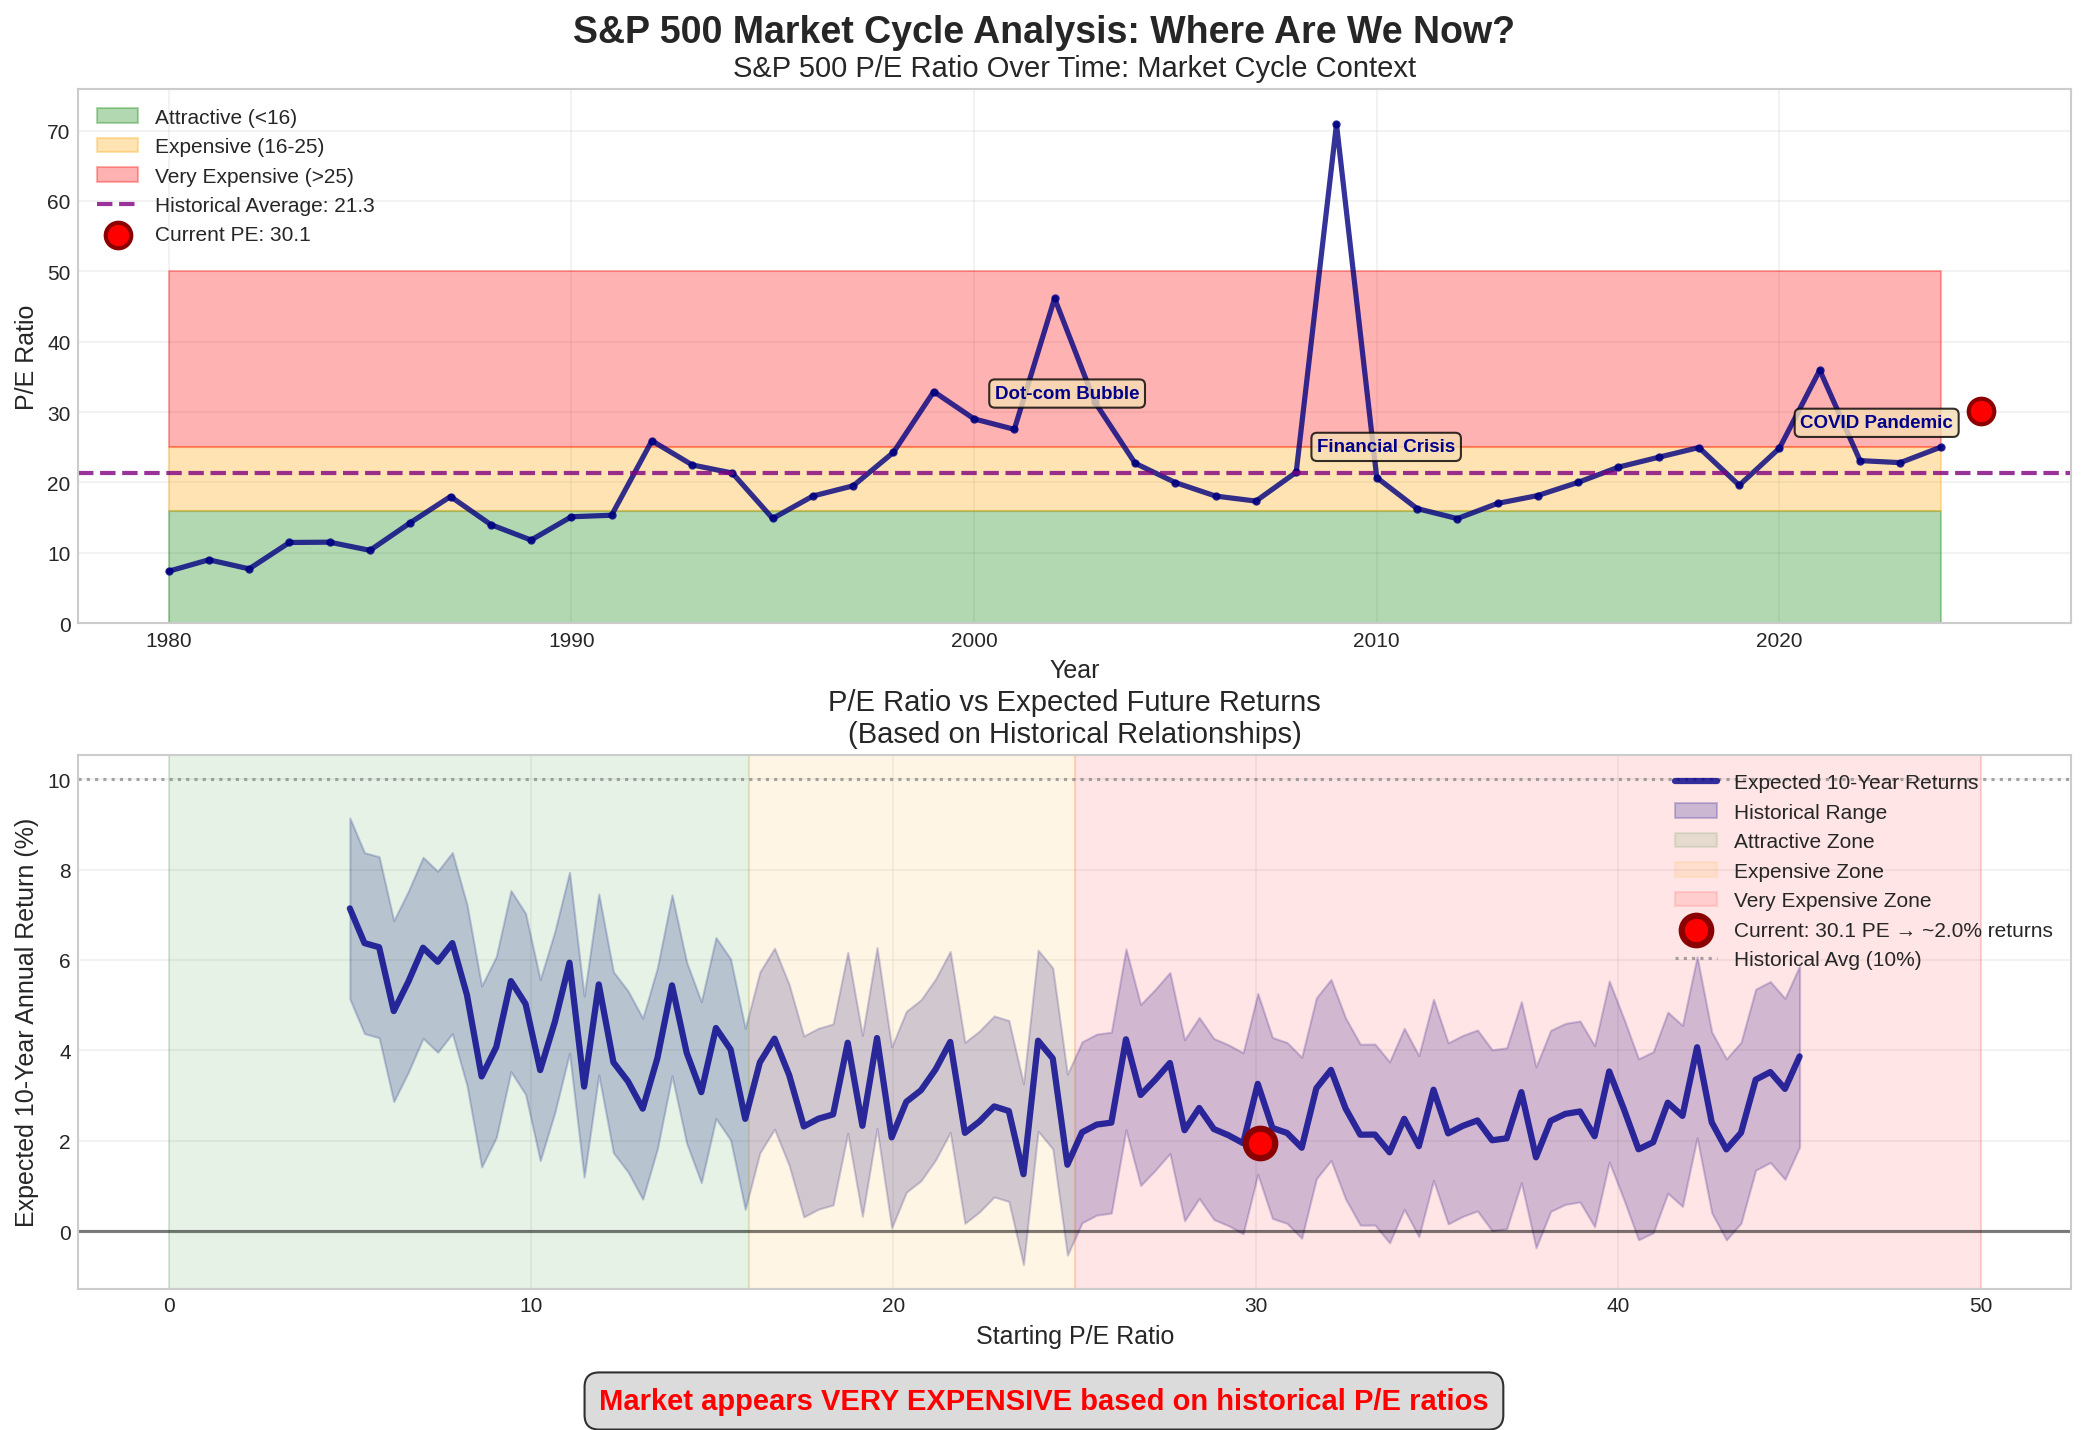 S&P 500 Market Cycle Analysis: Where Are We Now?
S&P 500 P/E Ratio Over Time: Market Cycle Context
Attractive (<16)
Expensive (16-25)
Very Expensive (>25)
Historical Average: 21.3
Current PE: 30.1
P/E Ratio
70
60
50
40
30
20
10
0
Dot-com Bubble
Financial Crisis
COVID Pandemic
1980
1990
2000
2010
2020
Year
P/E Ratio vs Expected Future Returns
(Based on Historical Relationships)
Expected 10-Year Returns
Historical Range
Attractive Zone
Expensive Zone
Very Expensive Zone
Current: 30.1 PE → ~2.0% returns
Historical Avg (10%)
Expected 10-Year Annual Return (%)
10
8
6
4
2
0
0
10
20
30
40
50
Starting P/E Ratio
Market appears VERY EXPENSIVE based on historical P/E ratios